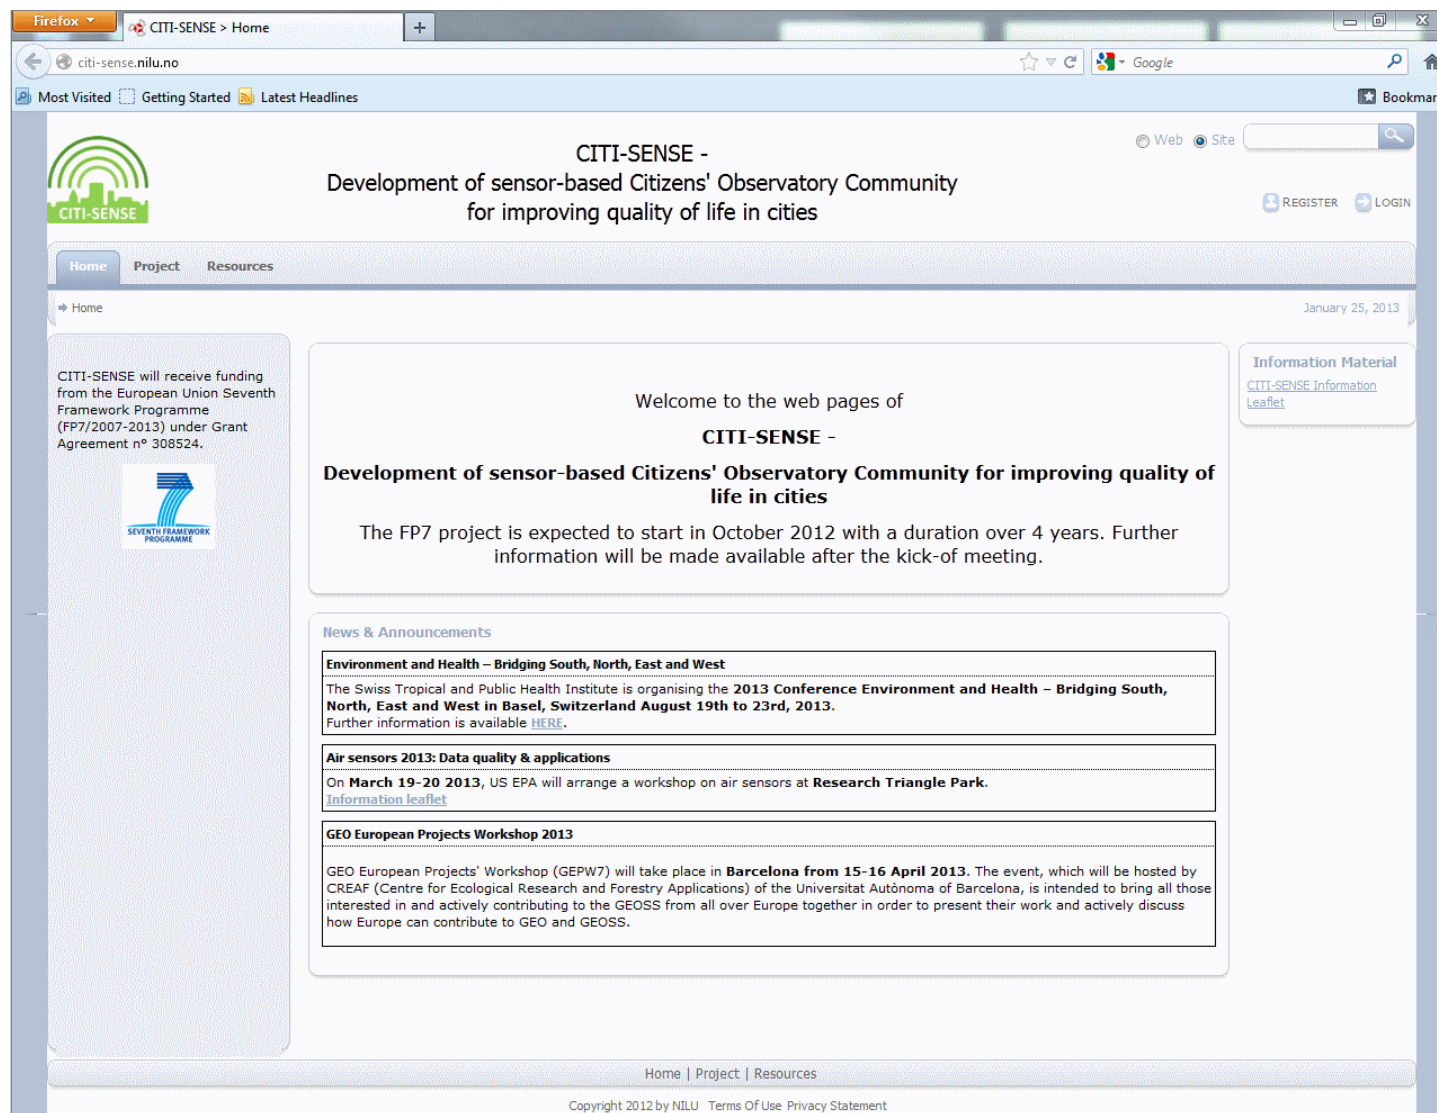 Firefox
CITI-SENSE > Home
+
citi-sense.nilu.no
Google
Most Visited
Getting Started
Latest Headlines
Bookmar
CITI-SENSE
CITI-SENSE -
Development of sensor-based Citizens' Observatory Community
for improving quality of life in cities
Web
Site
REGISTER
LOGIN
Home
Project
Resources
Home
January 25, 2013
CITI-SENSE will receive funding
from the European Union Seventh
Framework Programme
(FP7/2007-2013) under Grant
Agreement n° 308524.
7
SEVENTH FRAMEWORK
PROGRAMME
Welcome to the web pages of
CITI-SENSE -
Development of sensor-based Citizens' Observatory Community for improving quality of
life in cities
The FP7 project is expected to start in October 2012 with a duration over 4 years. Further
information will be made available after the kick-of meeting.
Information Material
CITI-SENSE Information
Leaflet
News & Announcements
Environment and Health – Bridging South, North, East and West
The Swiss Tropical and Public Health Institute is organising the 2013 Conference Environment and Health – Bridging South,
North, East and West in Basel, Switzerland August 19th to 23rd, 2013.
Further information is available HERE.
Air sensors 2013: Data quality & applications
On March 19-20 2013, US EPA will arrange a workshop on air sensors at Research Triangle Park.
Information leaflet
GEO European Projects Workshop 2013
GEO European Projects' Workshop (GEPW7) will take place in Barcelona from 15-16 April 2013. The event, which will be hosted by
CREAF (Centre for Ecological Research and Forestry Applications) of the Universitat Autònoma of Barcelona, is intended to bring all those
interested in and actively contributing to the GEOSS from all over Europe together in order to present their work and actively discuss
how Europe can contribute to GEO and GEOSS.
Home | Project | Resources
Copyright 2012 by NILU Terms Of Use Privacy Statement